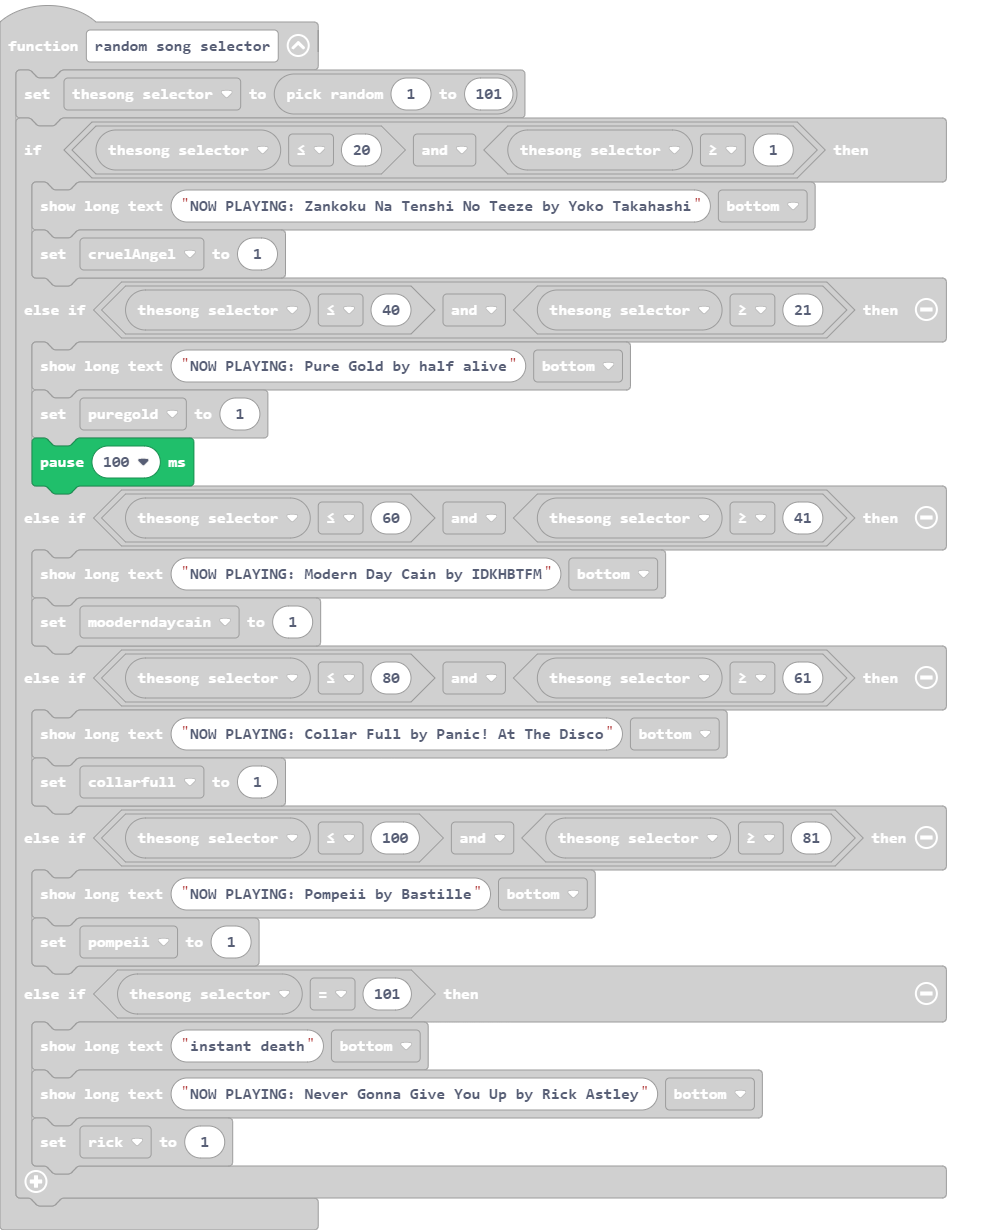 function random song selector
set thesong selector to pick random 1 to 101
if thesong selector ≤ 20 and thesong selector ≥ 1 then
show long text "NOW PLAYING: Zankoku Na Tenshi No Teeze by Yoko Takahashi" bottom
set cruelAngel to 1
else if thesong selector ≤ 40 and thesong selector ≥ 21 then
show long text "NOW PLAYING: Pure Gold by half alive" bottom
set puregold to 1
pause 100 ms
else if thesong selector ≤ 60 and thesong selector ≥ 41 then
show long text "NOW PLAYING: Modern Day Cain by IDKHBTFM" bottom
set mooderndaycain to 1
else if thesong selector ≤ 80 and thesong selector ≥ 61 then
show long text "NOW PLAYING: Collar Full by Panic! At The Disco" bottom
set collarfull to 1
else if thesong selector ≤ 100 and thesong selector ≥ 81 then
show long text "NOW PLAYING: Pompeii by Bastille" bottom
set pompeii to 1
else if thesong selector = 101 then
show long text "instant death" bottom
show long text "NOW PLAYING: Never Gonna Give You Up by Rick Astley" bottom
set rick to 1